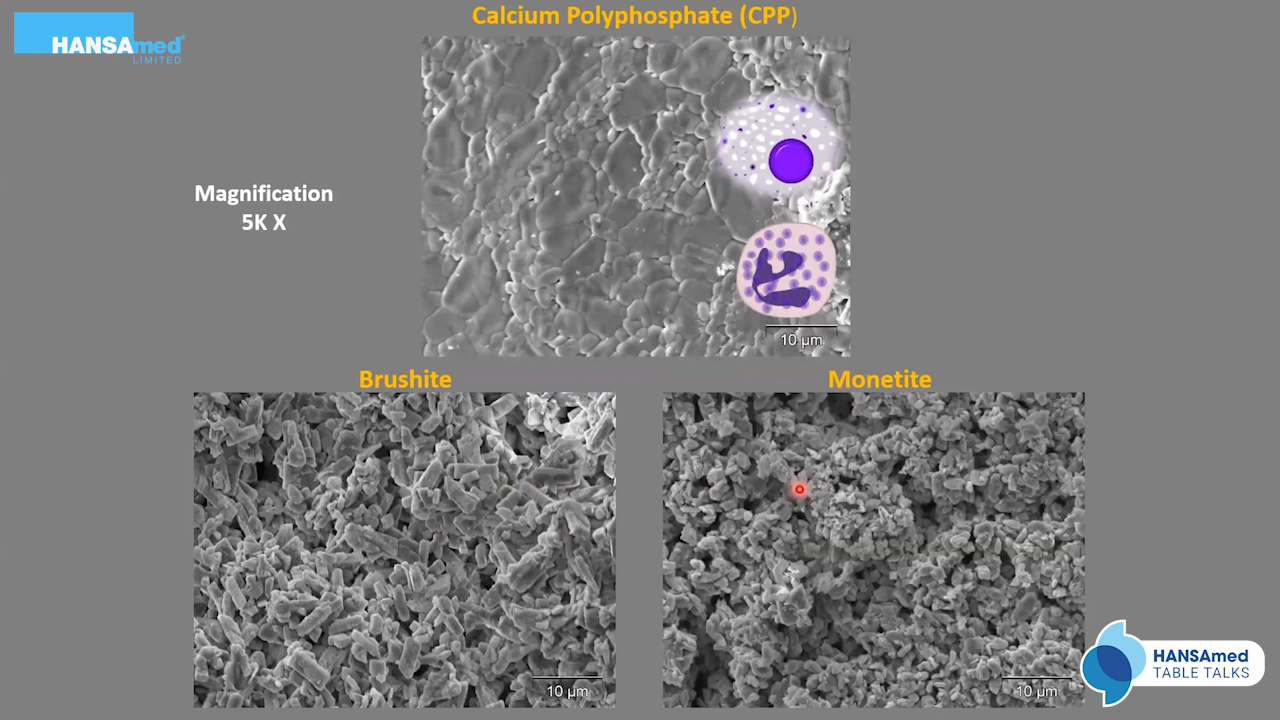 HANSAmed®
LIMITED
Calcium Polyphosphate (CPP)
Magnification
5K X
10 µm
Brushite
Monetite
10 µm
10 µm
HANSAmed
TABLE TALKS